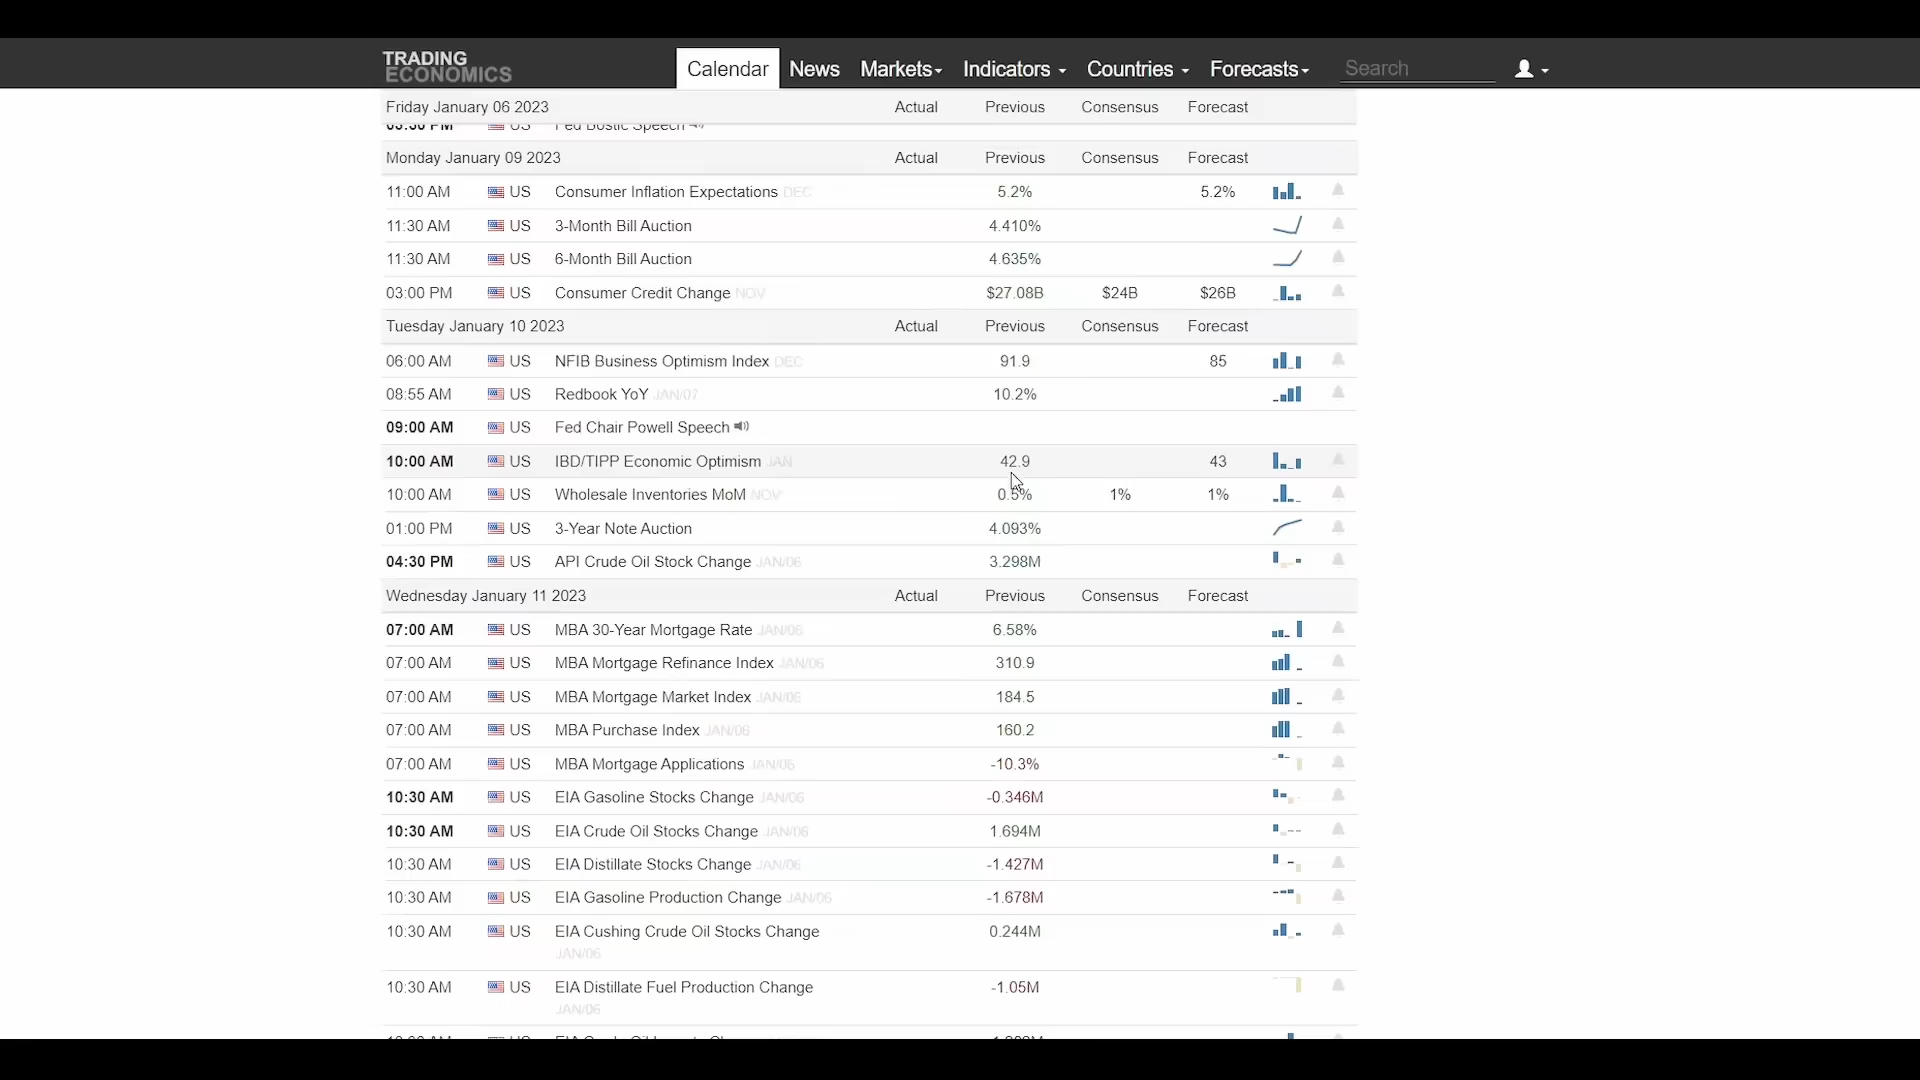 TRADING
ECONOMICS
Calendar News Markets Indicators Countries Forecasts Search
Friday January 06 2023 Actual Previous Consensus Forecast
03:30 PM US Fed Bostic Speech
Monday January 09 2023 Actual Previous Consensus Forecast
11:00 AM US Consumer Inflation Expectations DEC 5.2% 5.2%
11:30 AM US 3-Month Bill Auction 4.410%
11:30 AM US 6-Month Bill Auction 4.635%
03:00 PM US Consumer Credit Change NOV $27.08B $24B $26B
Tuesday January 10 2023 Actual Previous Consensus Forecast
06:00 AM US NFIB Business Optimism Index DEC 91.9 85
08:55 AM US Redbook YoY JAN/07 10.2%
09:00 AM US Fed Chair Powell Speech
10:00 AM US IBD/TIPP Economic Optimism JAN 42.9 43
10:00 AM US Wholesale Inventories MoM NOV 0.5% 1% 1%
01:00 PM US 3-Year Note Auction 4.093%
04:30 PM US API Crude Oil Stock Change JAN/06 3.298M
Wednesday January 11 2023 Actual Previous Consensus Forecast
07:00 AM US MBA 30-Year Mortgage Rate JAN/06 6.58%
07:00 AM US MBA Mortgage Refinance Index JAN/06 310.9
07:00 AM US MBA Mortgage Market Index JAN/06 184.5
07:00 AM US MBA Purchase Index JAN/06 160.2
07:00 AM US MBA Mortgage Applications JAN/06 -10.3%
10:30 AM US EIA Gasoline Stocks Change JAN/06 -0.346M
10:30 AM US EIA Crude Oil Stocks Change JAN/06 1.694M
10:30 AM US EIA Distillate Stocks Change JAN/06 -1.427M
10:30 AM US EIA Gasoline Production Change JAN/06 -1.678M
10:30 AM US EIA Cushing Crude Oil Stocks Change 0.244M
JAN/06
10:30 AM US EIA Distillate Fuel Production Change -1.05M
JAN/06